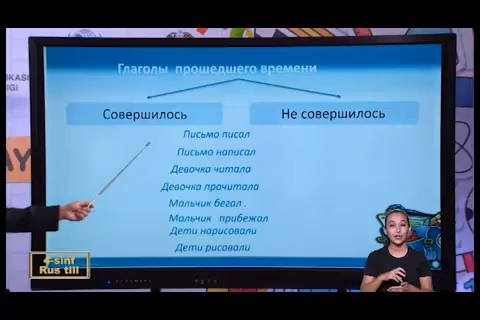 Глаголы прошедшего времени
Совершилось
Не совершилось
Письмо писал
Письмо написал
Девочка читала
Девочка прочитала
Мальчик бегал .
Мальчик прибежал
Дети нарисовали
Дети рисовали
4-sinf
Rus tili